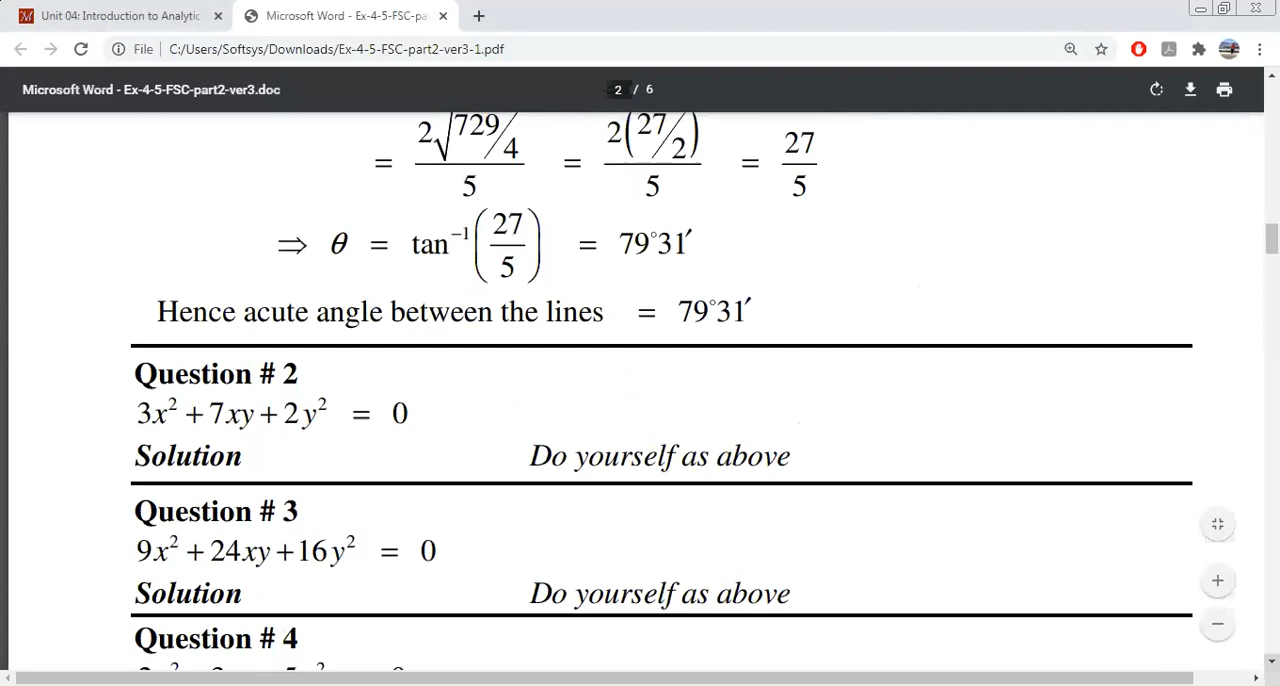 Unit 04: Introduction to Analytic
Microsoft Word - Ex-4-5-FSC-pa
File
C:/Users/Softsys/Downloads/Ex-4-5-FSC-part2-ver3-1.pdf
Microsoft Word - Ex-4-5-FSC-part2-ver3.doc
2 / 6
= 2√(729/4) / 5 = 2(27/2) / 5 = 27/5
⇒ θ = tan⁻¹(27/5) = 79°31′
Hence acute angle between the lines = 79°31′
Question # 2
3x² + 7xy + 2y² = 0
Solution Do yourself as above
Question # 3
9x² + 24xy + 16y² = 0
Solution Do yourself as above
Question # 4